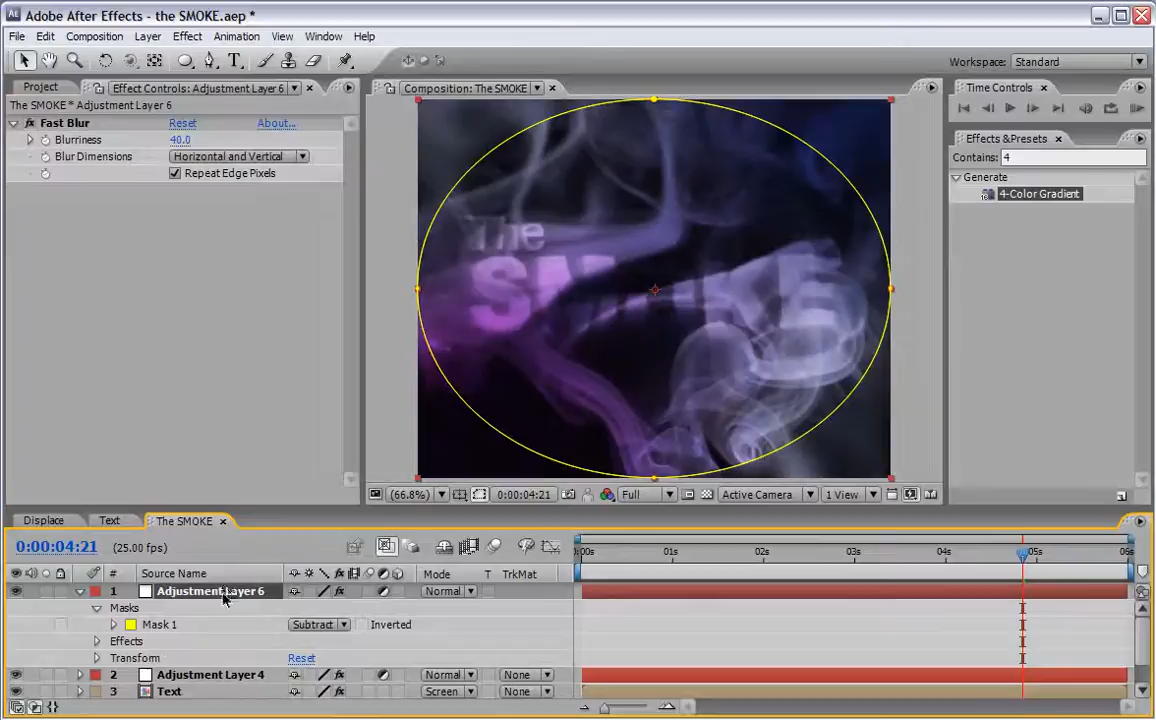 Adobe After Effects - the SMOKE.aep *
File Edit Composition Layer Effect Animation View Window Help
Workspace: Standard
Project Effect Controls: Adjustment Layer 6
The SMOKE * Adjustment Layer 6
Fast Blur Reset About...
Blurriness 40.0
Blur Dimensions Horizontal and Vertical
Repeat Edge Pixels
Composition: The SMOKE
The
SMOKE
(66.8%) 0:00:04:21 Full Active Camera 1 View
Time Controls
Effects & Presets
Contains: 4
Generate
4-Color Gradient
Displace Text The SMOKE
0:00:04:21 (25.00 fps)
:00s 01s 02s 03s 04s 05s 06s
# Source Name Mode T TrkMat
1 Adjustment Layer 6 Normal
Masks
Mask 1 Subtract Inverted
Effects
Transform Reset
2 Adjustment Layer 4 Normal None
3 Text Screen None